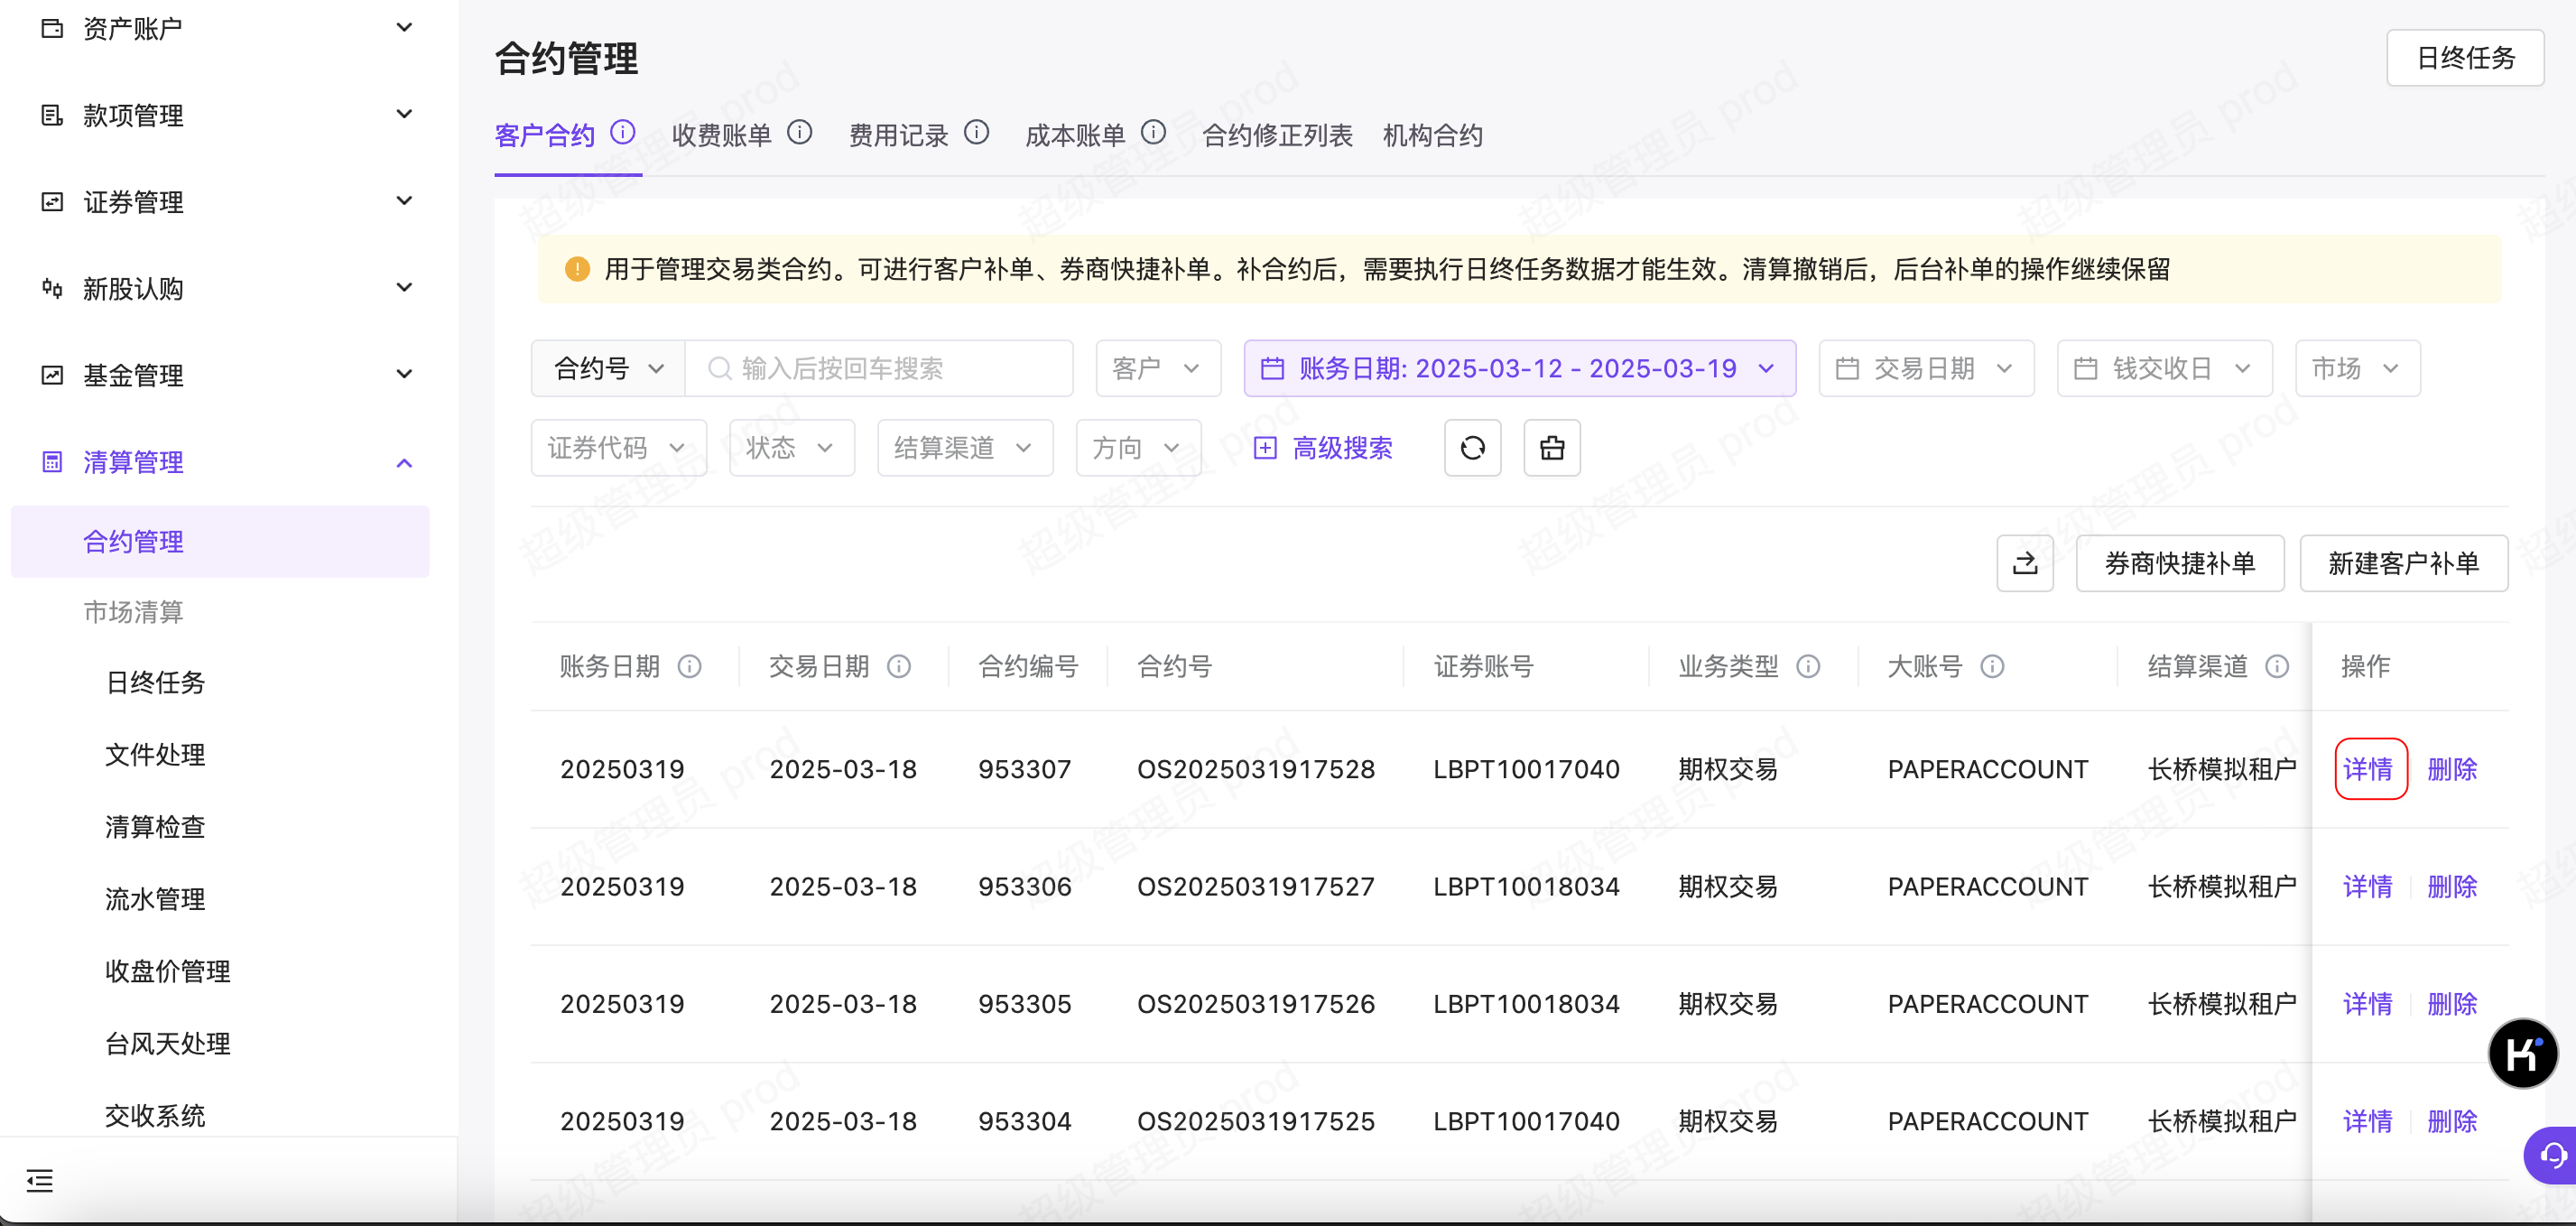 资产账户
款项管理
证券管理
新股认购
基金管理
清算管理
合约管理
市场清算
日终任务
文件处理
清算检查
流水管理
收盘价管理
台风天处理
交收系统
合约管理
日终任务
客户合约 收费账单 费用记录 成本账单 合约修正列表 机构合约
用于管理交易类合约。可进行客户补单、券商快捷补单。补合约后，需要执行日终任务数据才能生效。清算撤销后，后台补单的操作继续保留
合约号 输入后按回车搜索 客户 账务日期: 2025-03-12 - 2025-03-19 交易日期 钱交收日 市场
证券代码 状态 结算渠道 方向 高级搜索
券商快捷补单 新建客户补单
账务日期 交易日期 合约编号 合约号 证券账号 业务类型 大账号 结算渠道 操作
20250319 2025-03-18 953307 OS2025031917528 LBPT10017040 期权交易 PAPERACCOUNT 长桥模拟租户 详情 删除
20250319 2025-03-18 953306 OS2025031917527 LBPT10018034 期权交易 PAPERACCOUNT 长桥模拟租户 详情 删除
20250319 2025-03-18 953305 OS2025031917526 LBPT10018034 期权交易 PAPERACCOUNT 长桥模拟租户 详情 删除
20250319 2025-03-18 953304 OS2025031917525 LBPT10017040 期权交易 PAPERACCOUNT 长桥模拟租户 详情 删除
超级管理员 prod